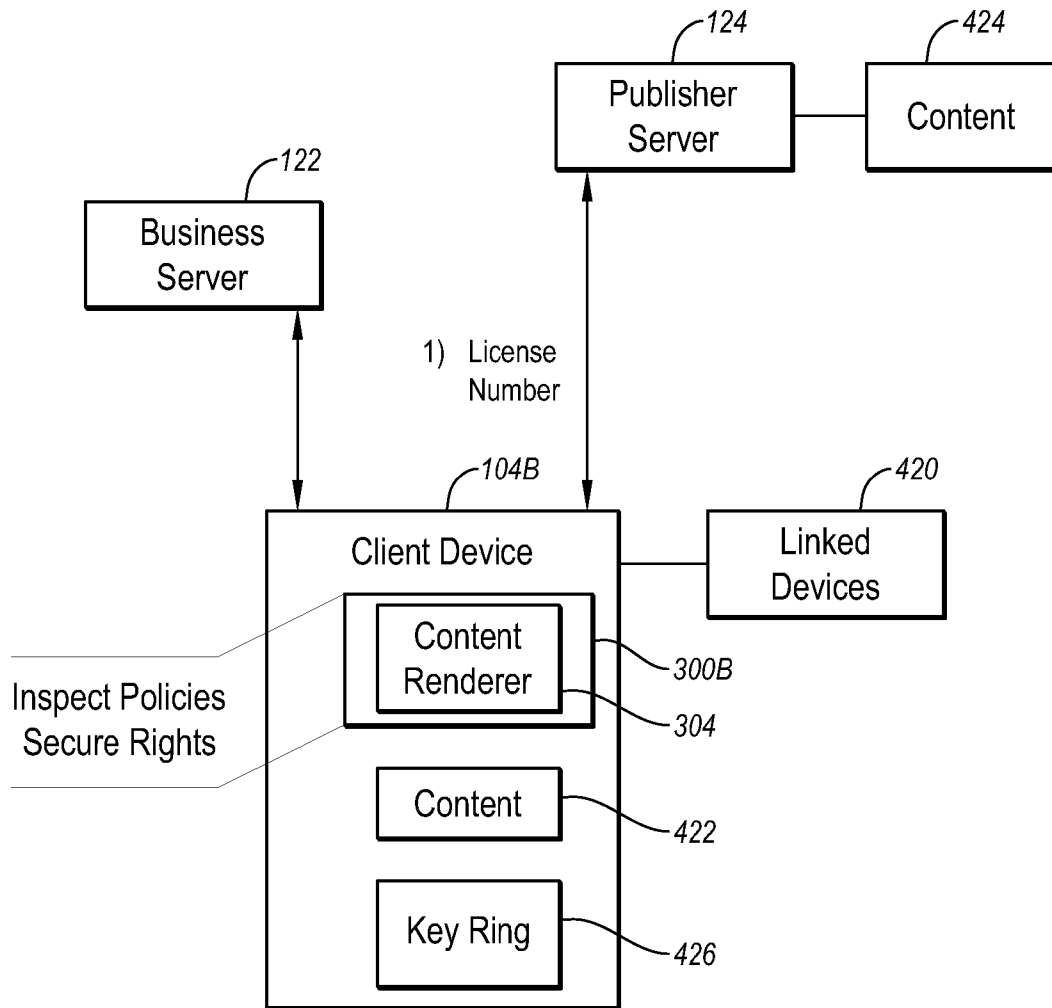 124
424
Publisher
Server
Content
122
Business
Server
1) License
Number
104B
420
Client Device
Linked
Devices
Content
Renderer
300B
304
Inspect Policies
Secure Rights
Content
422
Key Ring
426